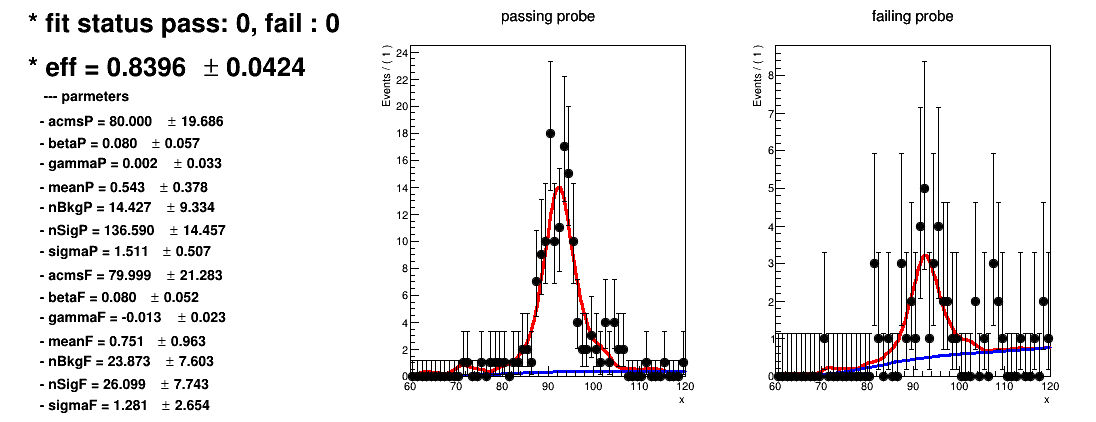 * fit status pass: 0, fail : 0
* eff = 0.8396 ± 0.0424
--- parmeters
- acmsP = 80.000 ± 19.686
- betaP = 0.080 ± 0.057
- gammaP = 0.002 ± 0.033
- meanP = 0.543 ± 0.378
- nBkgP = 14.427 ± 9.334
- nSigP = 136.590 ± 14.457
- sigmaP = 1.511 ± 0.507
- acmsF = 79.999 ± 21.283
- betaF = 0.080 ± 0.052
- gammaF = -0.013 ± 0.023
- meanF = 0.751 ± 0.963
- nBkgF = 23.873 ± 7.603
- nSigF = 26.099 ± 7.743
- sigmaF = 1.281 ± 2.654
passing probe
Events / ( 1 )
24
22
20
18
16
14
12
10
8
6
4
2
0
60 70 80 90 100 110 120
x
failing probe
Events / ( 1 )
8
7
6
5
4
3
2
1
0
60 70 80 90 100 110 120
x